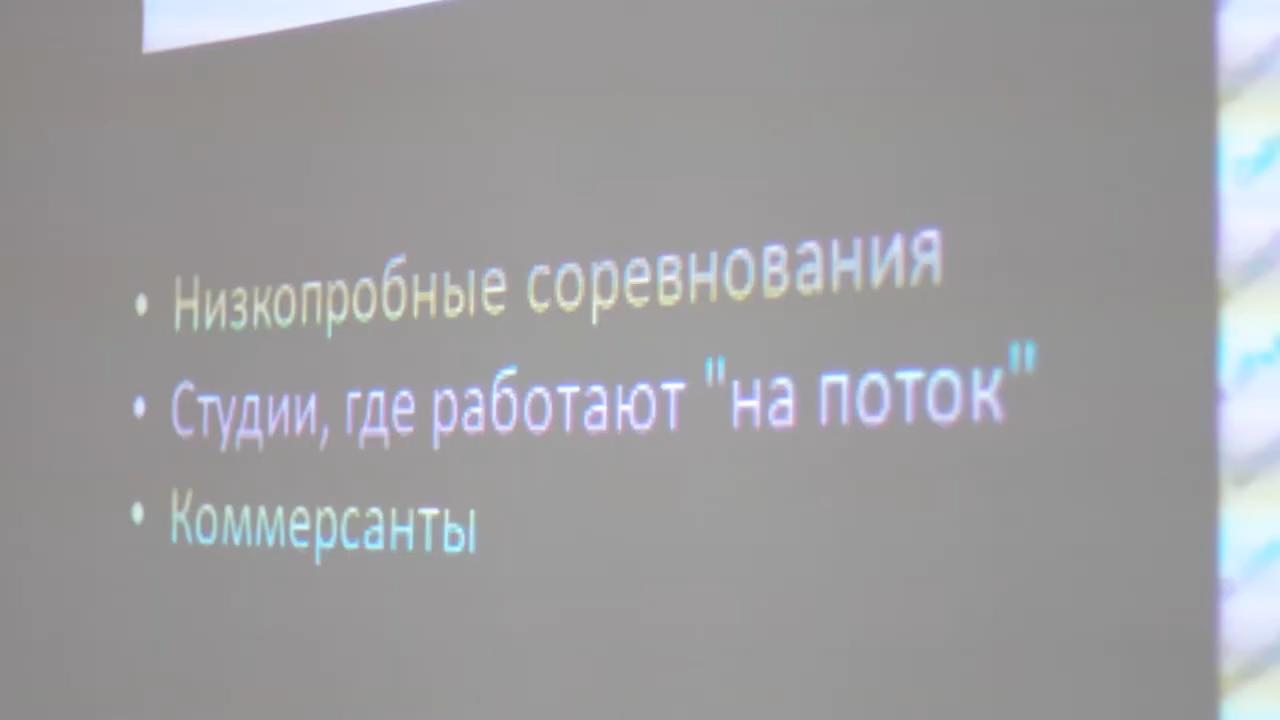 • Низкопробные соревнования
• Студии, где работают "на поток"
• Коммерсанты